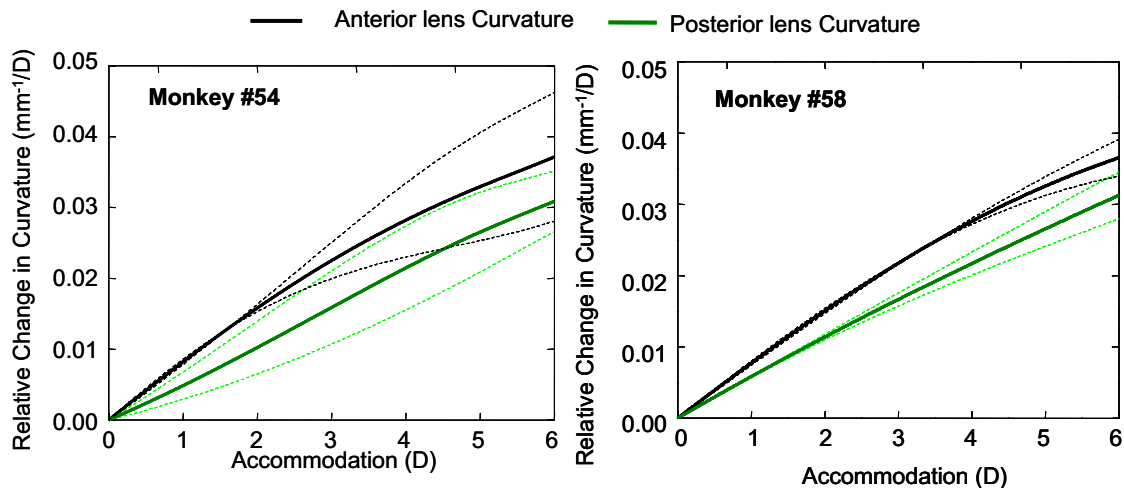 Anterior lens Curvature
Posterior lens Curvature
Relative Change in Curvature (mm⁻¹/D)
0.05
0.04
0.03
0.02
0.01
0.00
Monkey #54
0 1 2 3 4 5 6
Accommodation (D)
Relative Change in Curvature (mm⁻¹/D)
0.05
0.04
0.03
0.02
0.01
0.00
Monkey #58
0 1 2 3 4 5 6
Accommodation (D)